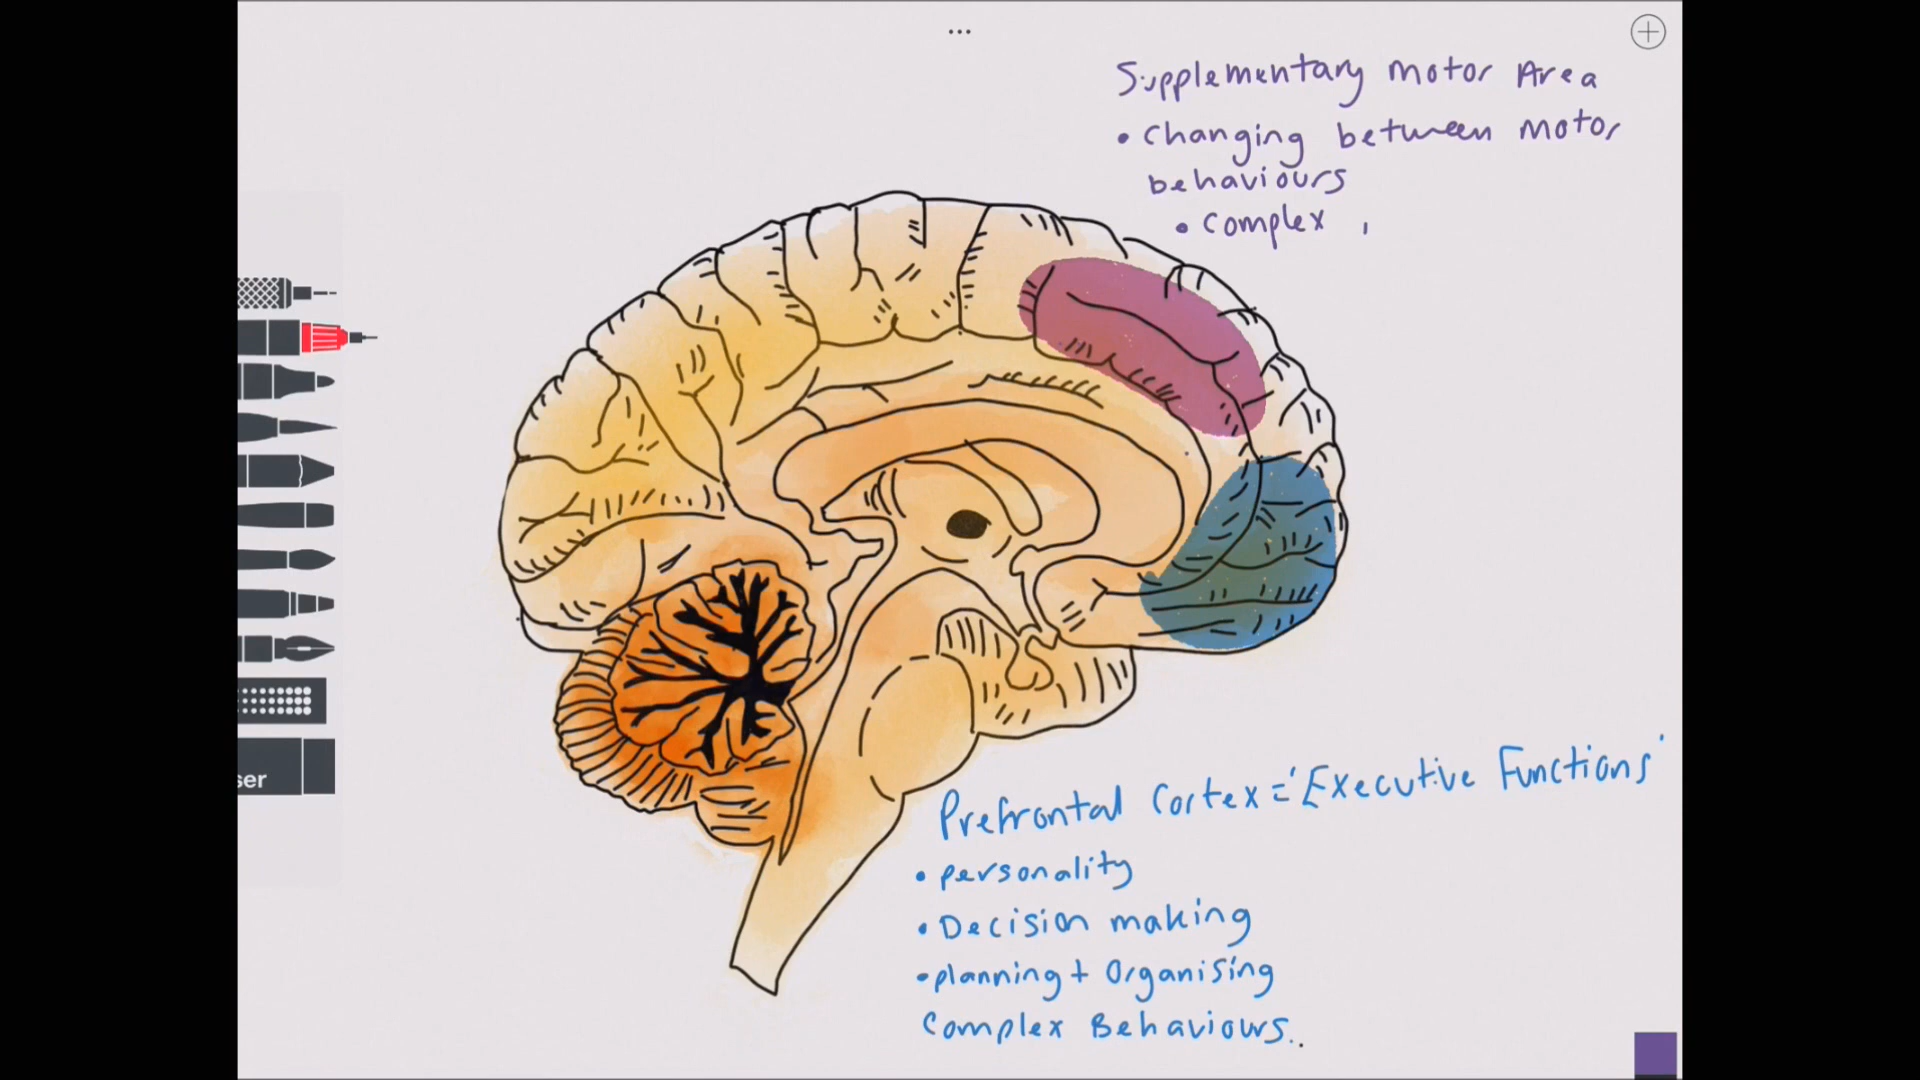 Supplementary Motor Area
• Changing between motor
behaviours
• Complex
ser
Prefrontal Cortex = 'Executive Functions'
• personality
• Decision making
• planning + Organising
Complex Behaviours.